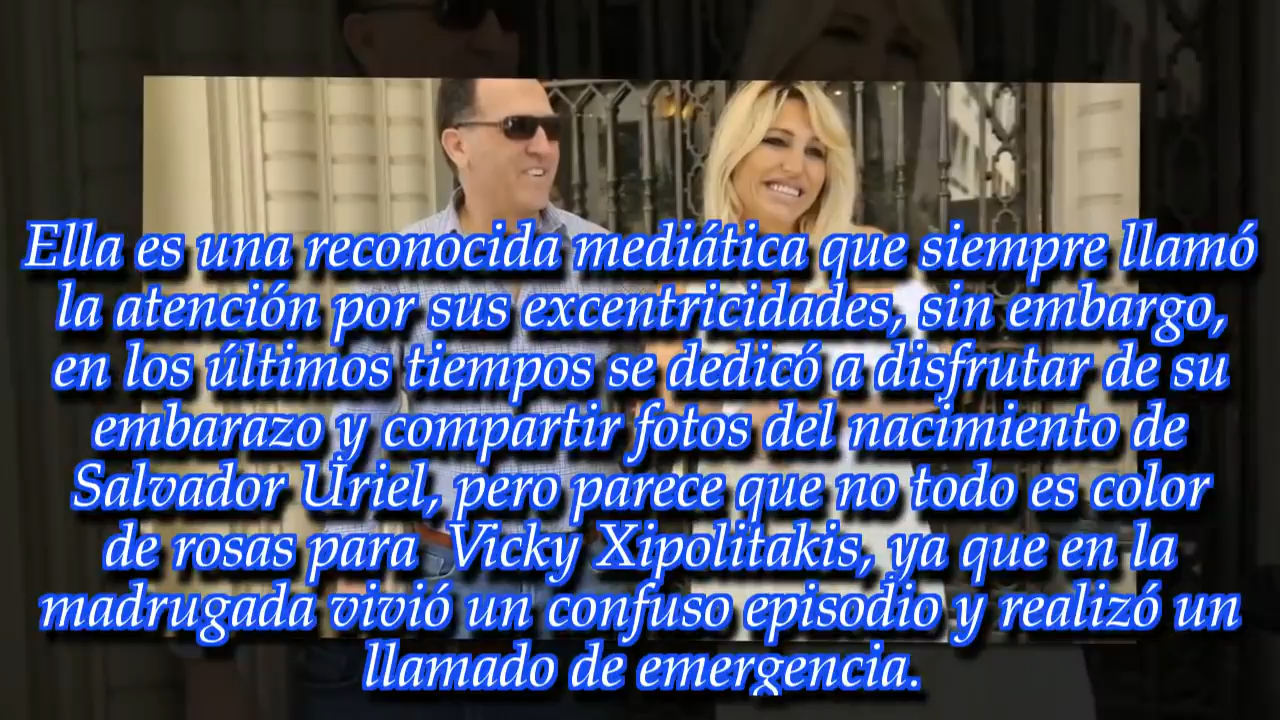 Ella es una reconocida mediática que siempre llamó
la atención por sus excentricidades, sin embargo,
en los últimos tiempos se dedicó a disfrutar de su
embarazo y compartir fotos del nacimiento de
Salvador Uriel, pero parece que no todo es color
de rosas para  Vicky Xipolitakis, ya que en la
madrugada vivió un confuso episodio y realizó un
llamado de emergencia.